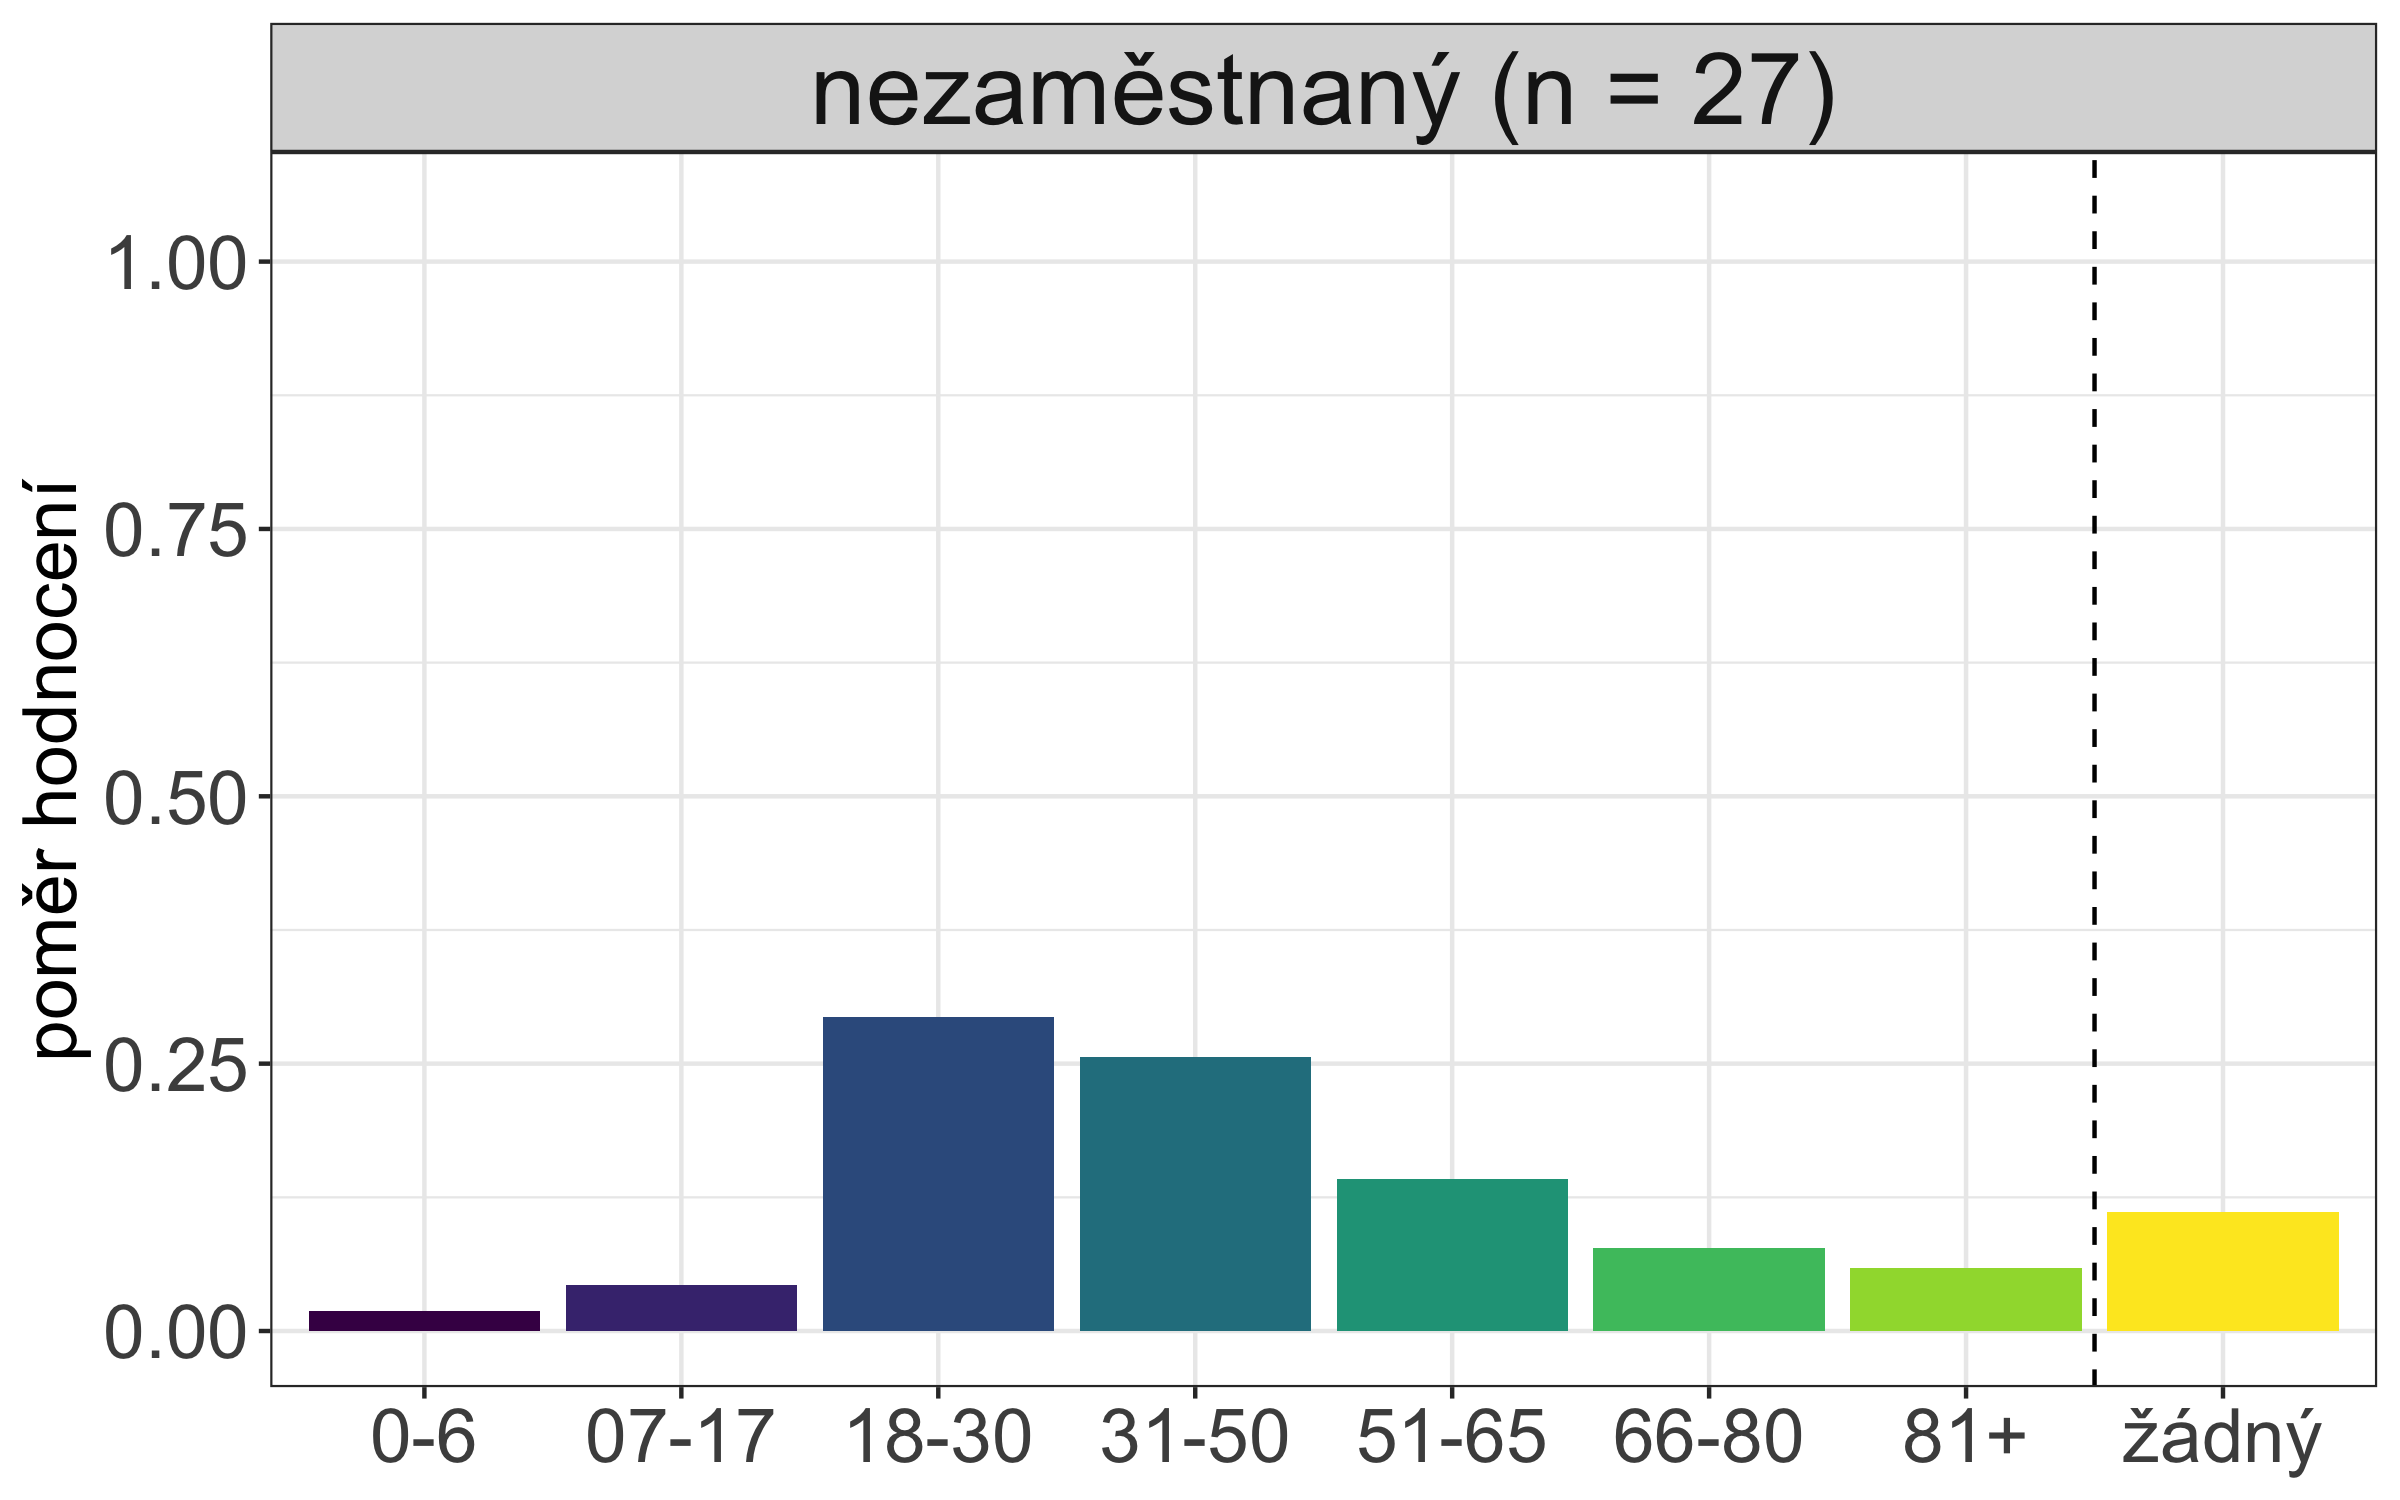 nezaměstnaný (n = 27)
poměr hodnocení
1.00
0.75
0.50
0.25
0.00
0-6 07-17 18-30 31-50 51-65 66-80 81+ žádný